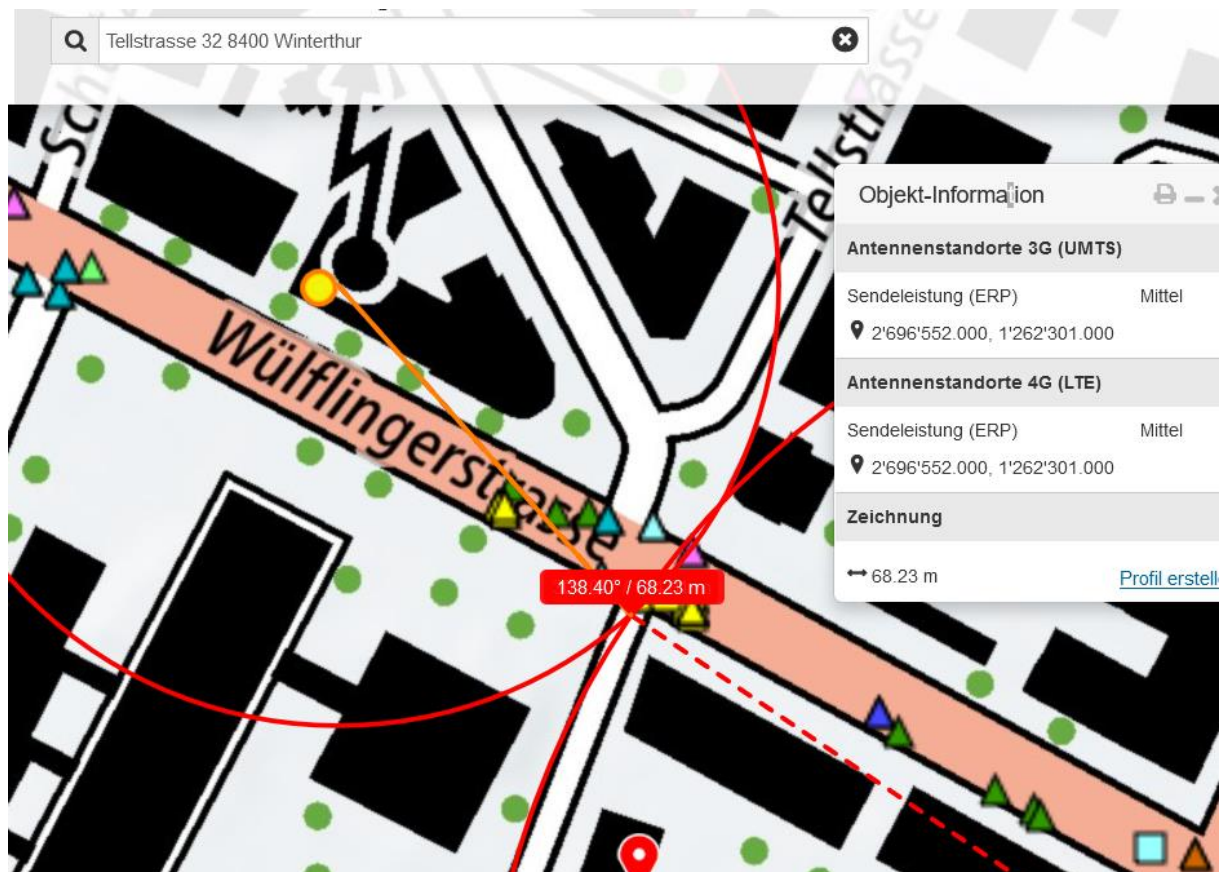 Tellstrasse 32 8400 Winterthur
Sch
Tellstrasse
Objekt-Information
Antennenstandorte 3G (UMTS)
Sendeleistung (ERP) Mittel
2'696'552.000, 1'262'301.000
Antennenstandorte 4G (LTE)
Sendeleistung (ERP) Mittel
2'696'552.000, 1'262'301.000
Zeichnung
68.23 m Profil erstelle
Wülflingerstrasse
138.40° / 68.23 m